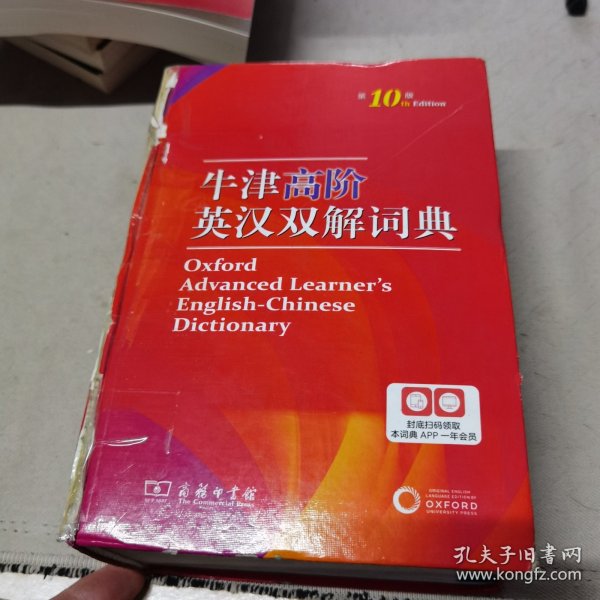 第10版
th Edition
牛津高阶
英汉双解词典
Oxford
Advanced Learner's
English-Chinese
Dictionary
封底扫码领取
本词典 APP 一年会员
商务印书馆
The Commercial Press
ORIGINAL ENGLISH
LANGUAGE EDITION BY
OXFORD
UNIVERSITY PRESS
孔夫子旧书网
www.kongfz.com